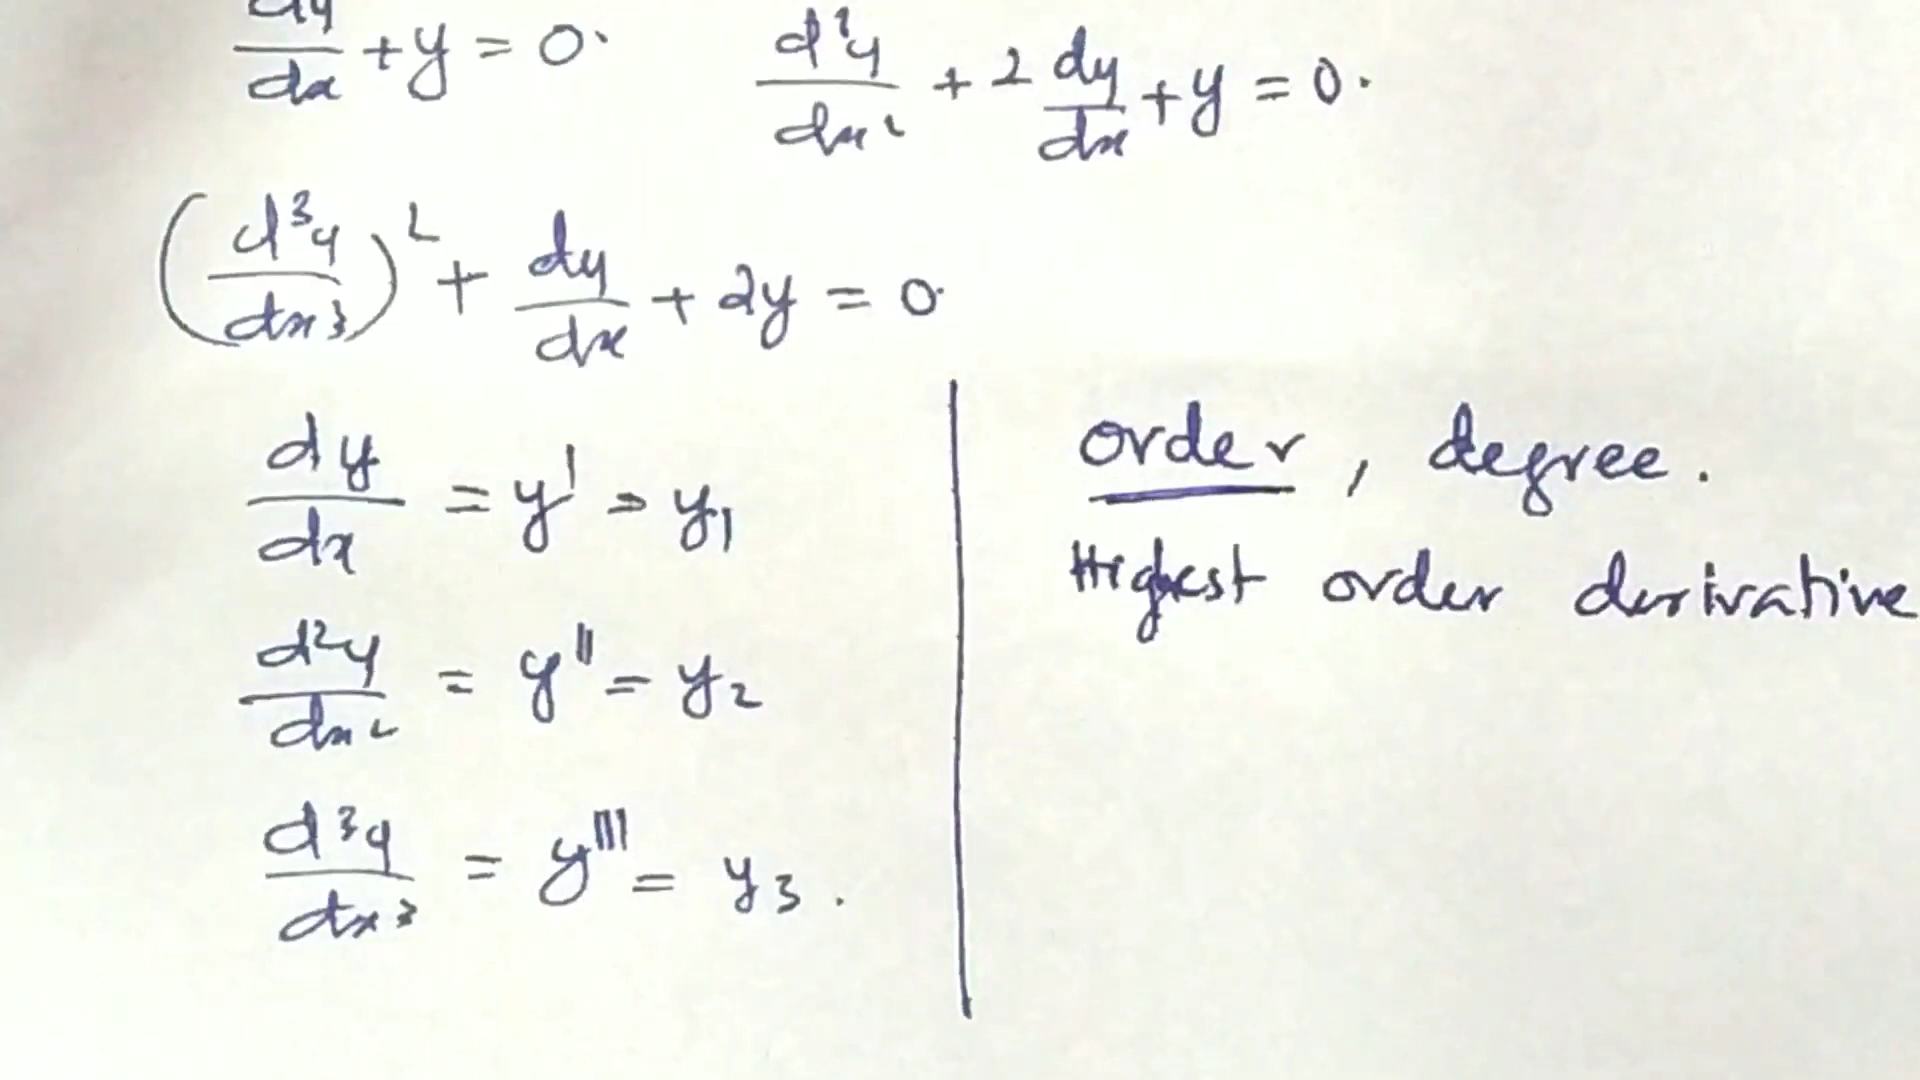 dy/dx + y = 0.
d²y/dx² + 2 dy/dx + y = 0.
(d³y/dx³)² + dy/dx + 2y = 0.
dy/dx = y' = y₁
d²y/dx² = y'' = y₂
d³y/dx³ = y''' = y₃.
order, degree.
Highest order derivative